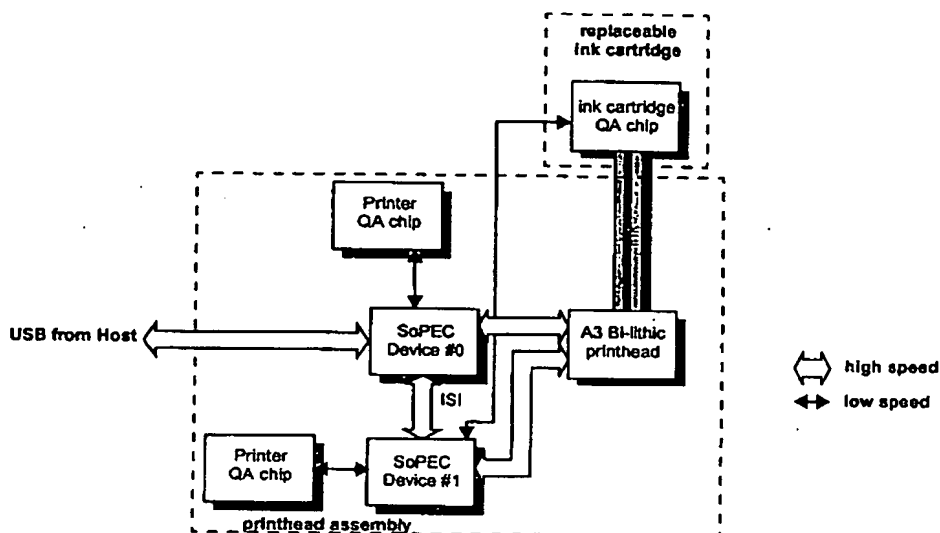 replaceable
ink cartridge
ink cartridge
QA chip
Printer
QA chip
USB from Host
SoPEC
Device #0
A3 Bi-lithic
printhead
high speed
ISI
low speed
Printer
QA chip
SoPEC
Device #1
printhead assembly